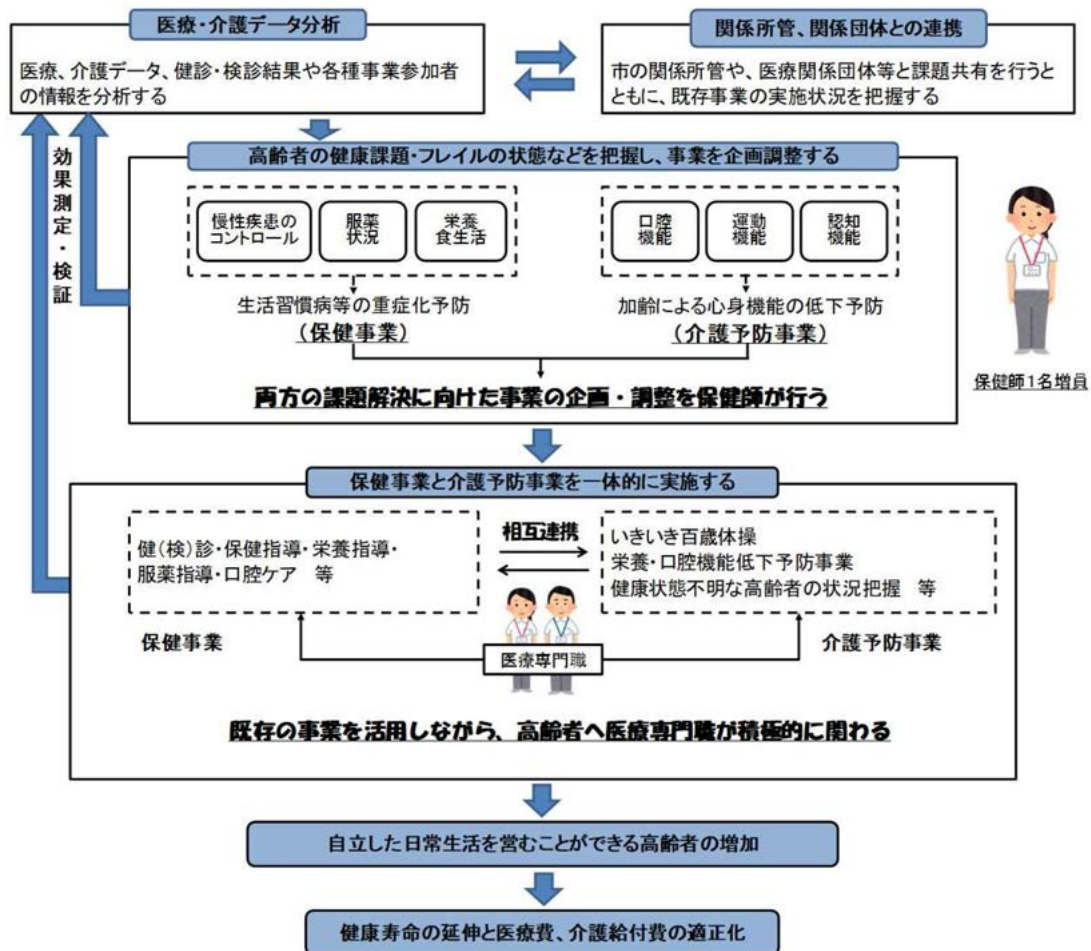 医療・介護データ分析
医療、介護データ、健診・検診結果や各種事業参加者
の情報を分析する
関係所管、関係団体との連携
市の関係所管や、医療関係団体等と課題共有を行うと
ともに、既存事業の実施状況を把握する
効果測定・検証
高齢者の健康課題・フレイルの状態などを把握し、事業を企画調整する
慢性疾患の
コントロール
服薬
状況
栄養
食生活
口腔
機能
運動
機能
認知
機能
生活習慣病等の重症化予防
(保健事業)
加齢による心身機能の低下予防
(介護予防事業)
両方の課題解決に向けた事業の企画・調整を保健師が行う
保健師1名増員
保健事業と介護予防事業を一体的に実施する
健(検)診・保健指導・栄養指導・
服薬指導・口腔ケア 等
相互連携
いきいき百歳体操
栄養・口腔機能低下予防事業
健康状態不明な高齢者の状況把握 等
保健事業
医療専門職
介護予防事業
既存の事業を活用しながら、高齢者へ医療専門職が積極的に関わる
自立した日常生活を営むことができる高齢者の増加
健康寿命の延伸と医療費、介護給付費の適正化